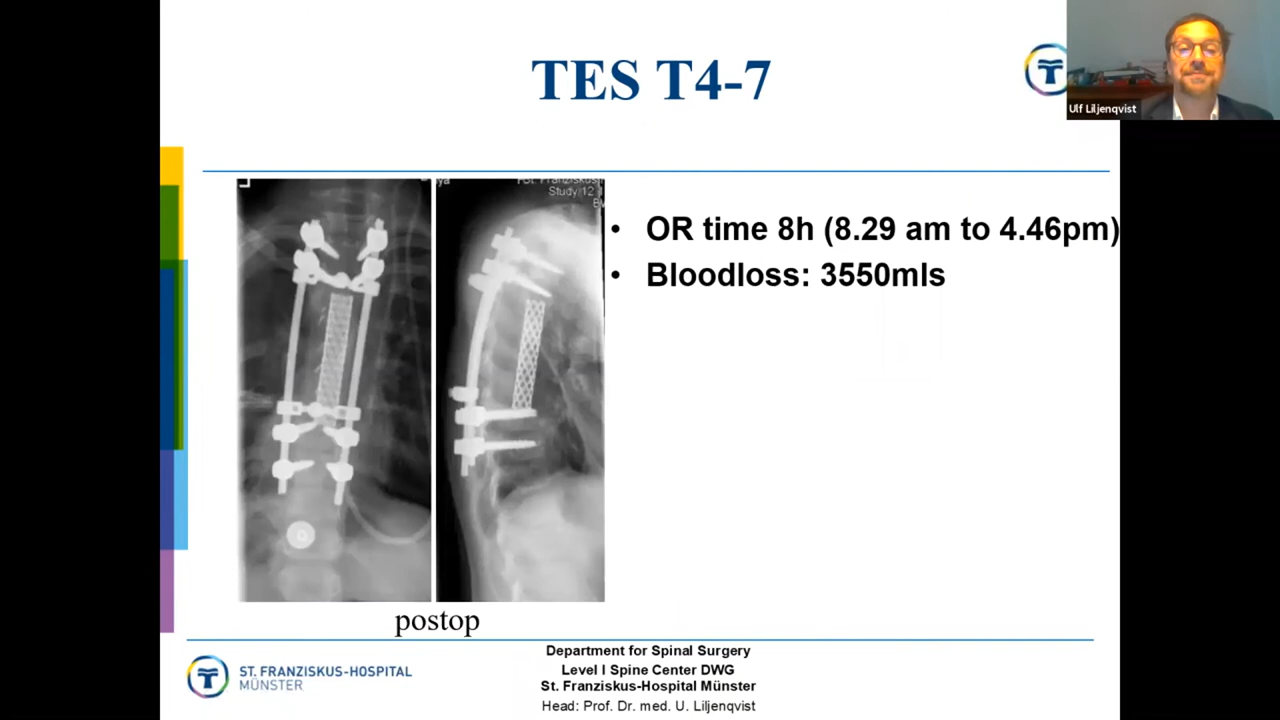 TES T4-7
Ulf Liljenqvist
Study/12
• OR time 8h (8.29 am to 4.46pm)
• Bloodloss: 3550mls
postop
Department for Spinal Surgery
Level I Spine Center DWG
St. Franziskus-Hospital Münster
Head: Prof. Dr. med. U. Liljenqvist
ST. FRANZISKUS-HOSPITAL
MÜNSTER